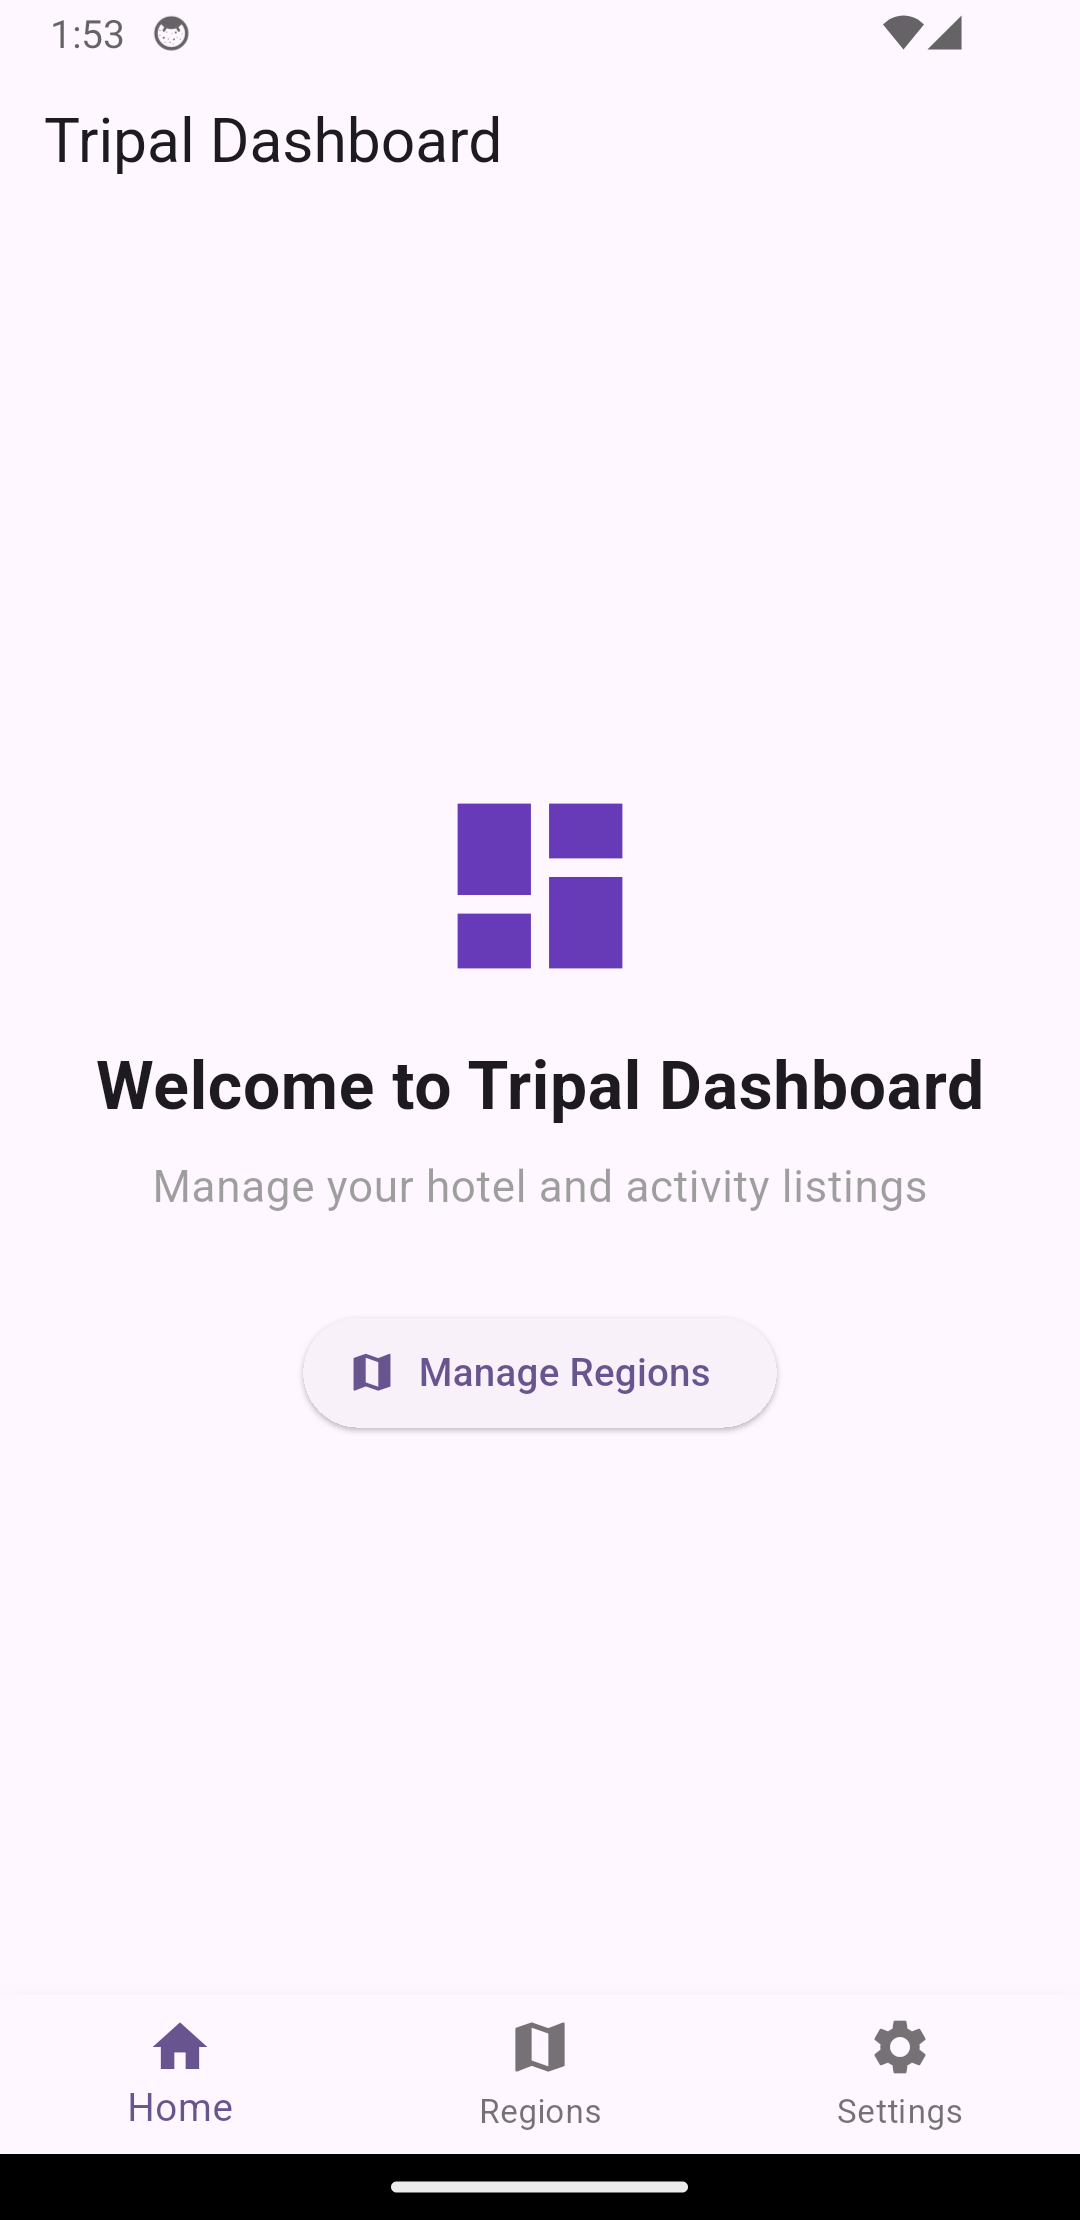 1:53
Tripal Dashboard
Welcome to Tripal Dashboard
Manage your hotel and activity listings
Manage Regions
Home
Regions
Settings